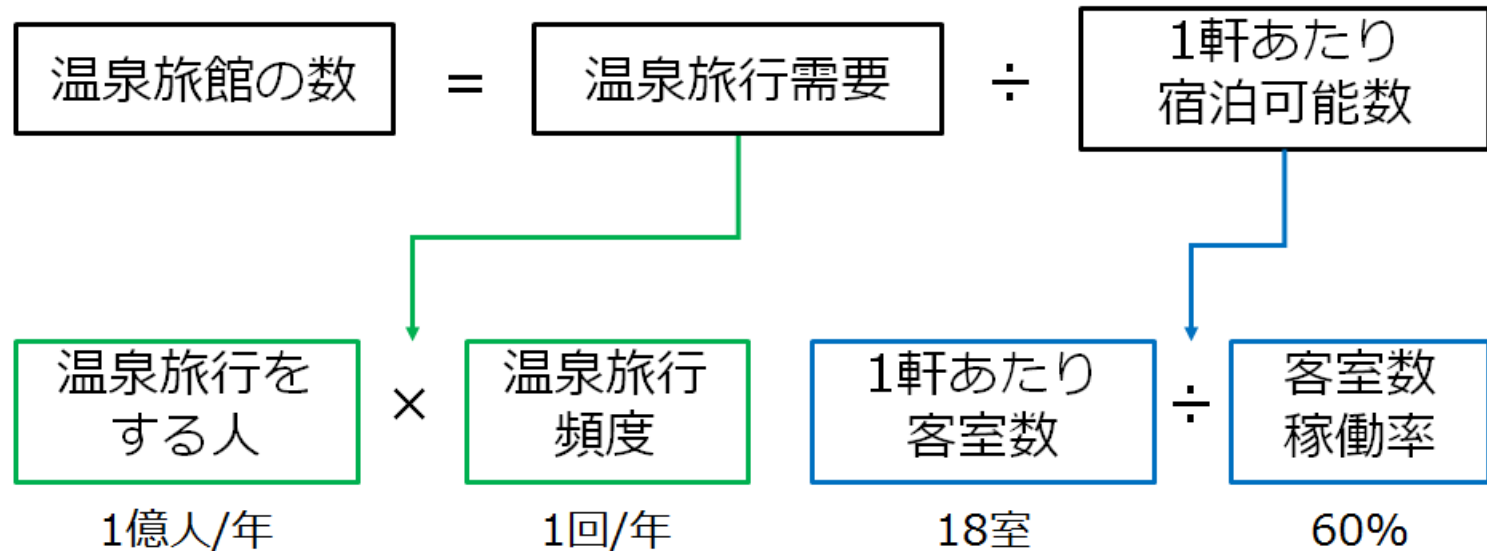 温泉旅館の数
=
温泉旅行需要
÷
1軒あたり
宿泊可能数
温泉旅行を
する人
×
温泉旅行
頻度
1軒あたり
客室数
÷
客室数
稼働率
1億人/年
1回/年
18室
60%